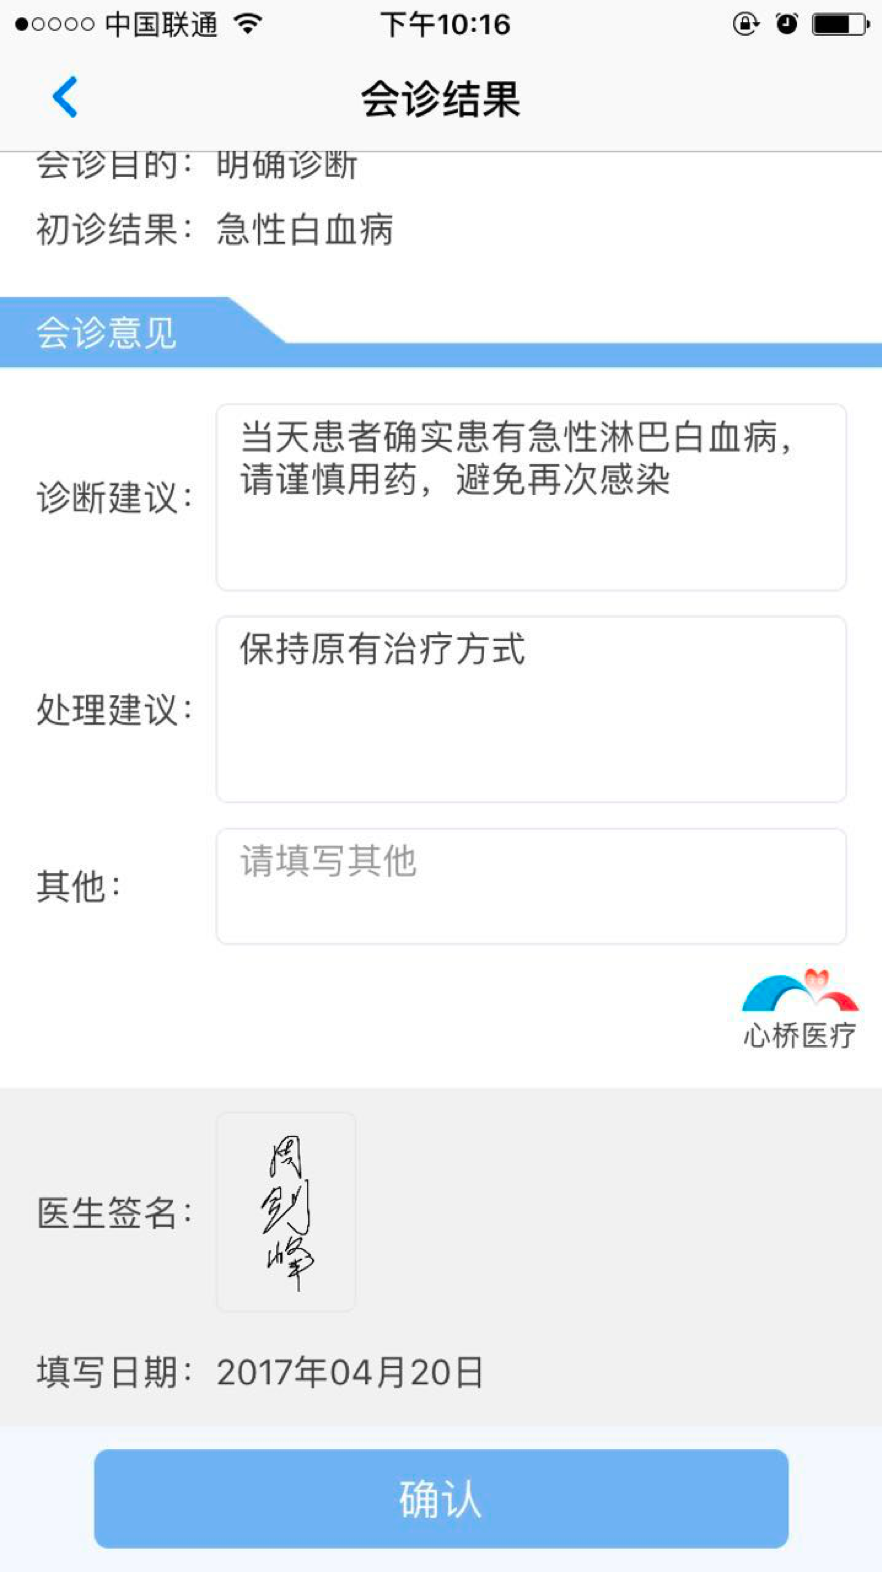 中国联通 下午10:16
会诊结果
会诊目的：明确诊断
初诊结果：急性白血病
会诊意见
诊断建议：
当天患者确实患有急性淋巴白血病，
请谨慎用药，避免再次感染
处理建议：
保持原有治疗方式
其他：
请填写其他
心桥医疗
医生签名：
周
剑
峰
填写日期：2017年04月20日
确认